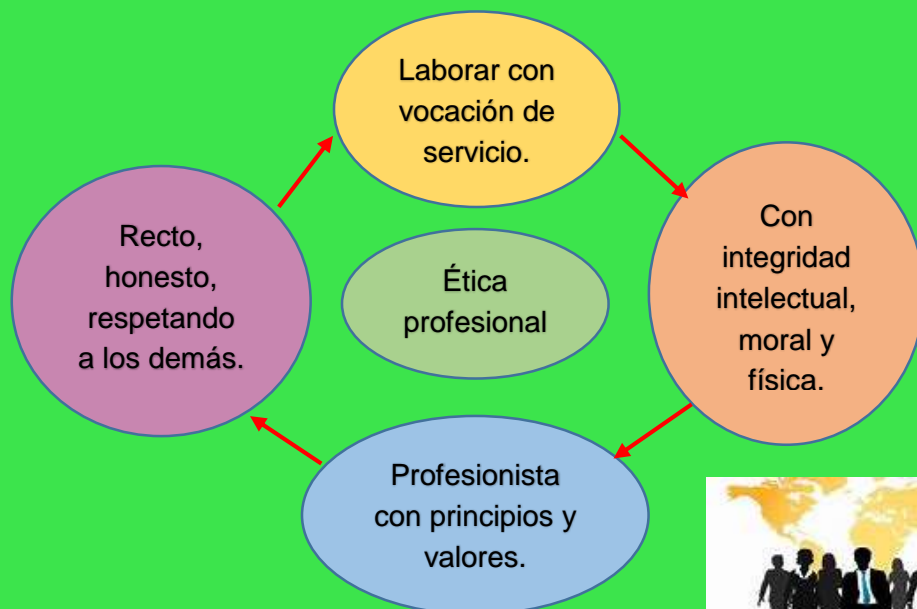 Laborar con
vocación de
servicio.
Con
integridad
intelectual,
moral y
física.
Profesionista
con principios y
valores.
Recto,
honesto,
respetando
a los demás.
Ética
profesional